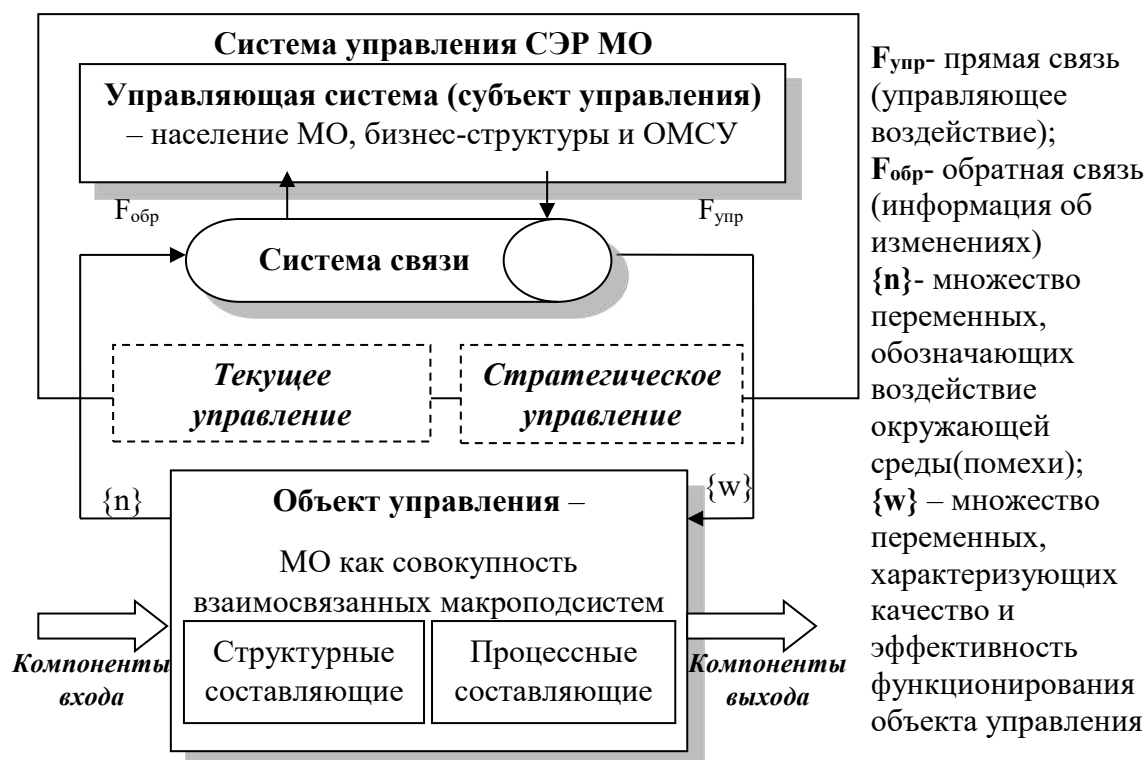 Система управления СЭР МО
Управляющая система (субъект управления)
– население МО, бизнес-структуры и ОМСУ
Fобр
Fупр
Система связи
Текущее
управление
Стратегическое
управление
{n}
{w}
Объект управления –
МО как совокупность
взаимосвязанных макроподсистем
Структурные
составляющие
Процессные
составляющие
Компоненты
входа
Компоненты
выхода
Fупр- прямая связь
(управляющее
воздействие);
Fобр- обратная связь
(информация об
изменениях)
{n}- множество
переменных,
обозначающих
воздействие
окружающей
среды(помехи);
{w} – множество
переменных,
характеризующих
качество и
эффективность
функционирования
объекта управления